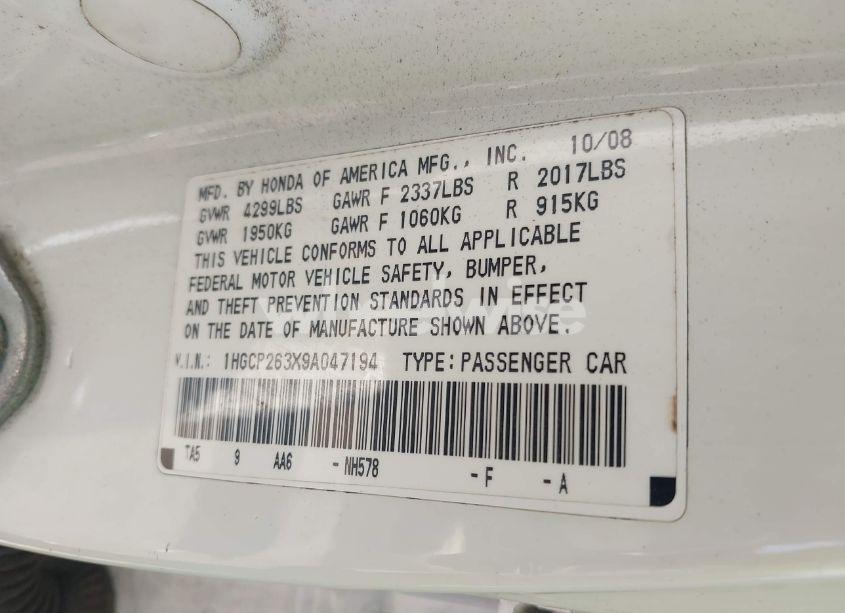 MFD. BY HONDA OF AMERICA MFG., INC. 10/08
GVWR 4299LBS GAWR F 2337LBS R 2017LBS
GVWR 1950KG GAWR F 1060KG R 915KG
THIS VEHICLE CONFORMS TO ALL APPLICABLE
FEDERAL MOTOR VEHICLE SAFETY, BUMPER,
AND THEFT PREVENTION STANDARDS IN EFFECT
ON THE DATE OF MANUFACTURE SHOWN ABOVE.
V.I.N.: 1HGCP263X9A047194 TYPE: PASSENGER CAR
TA5 9 AA6 - NH578 - F - A